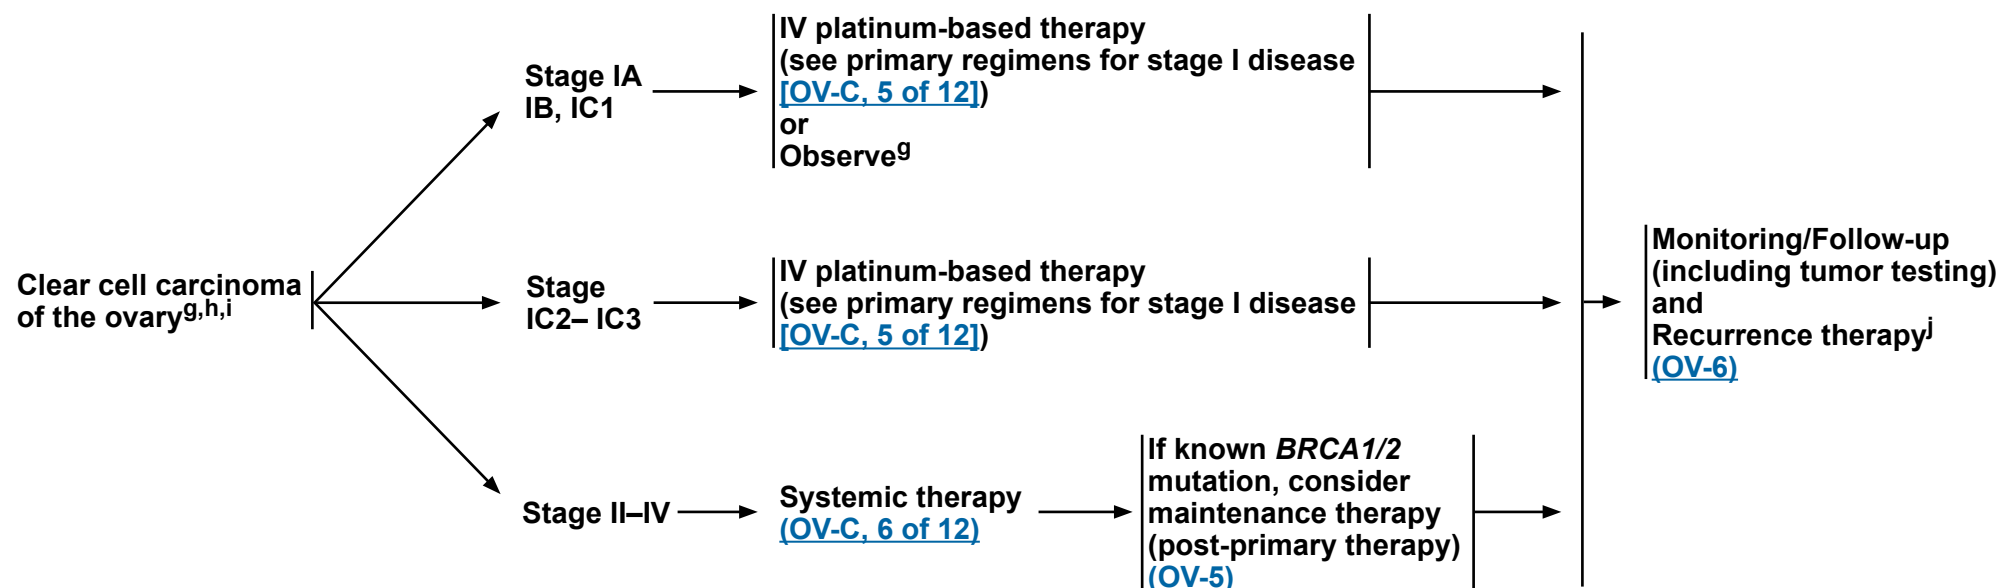 Clear cell carcinoma
of the ovaryg,h,i
Stage IA
IB, IC1
IV platinum-based therapy
(see primary regimens for stage I disease
[OV-C, 5 of 12])
or
Observeg
Stage
IC2– IC3
IV platinum-based therapy
(see primary regimens for stage I disease
[OV-C, 5 of 12])
Stage II–IV
Systemic therapy
(OV-C, 6 of 12)
If known BRCA1/2
mutation, consider
maintenance therapy
(post-primary therapy)
(OV-5)
Monitoring/Follow-up
(including tumor testing)
and
Recurrence therapyj
(OV-6)